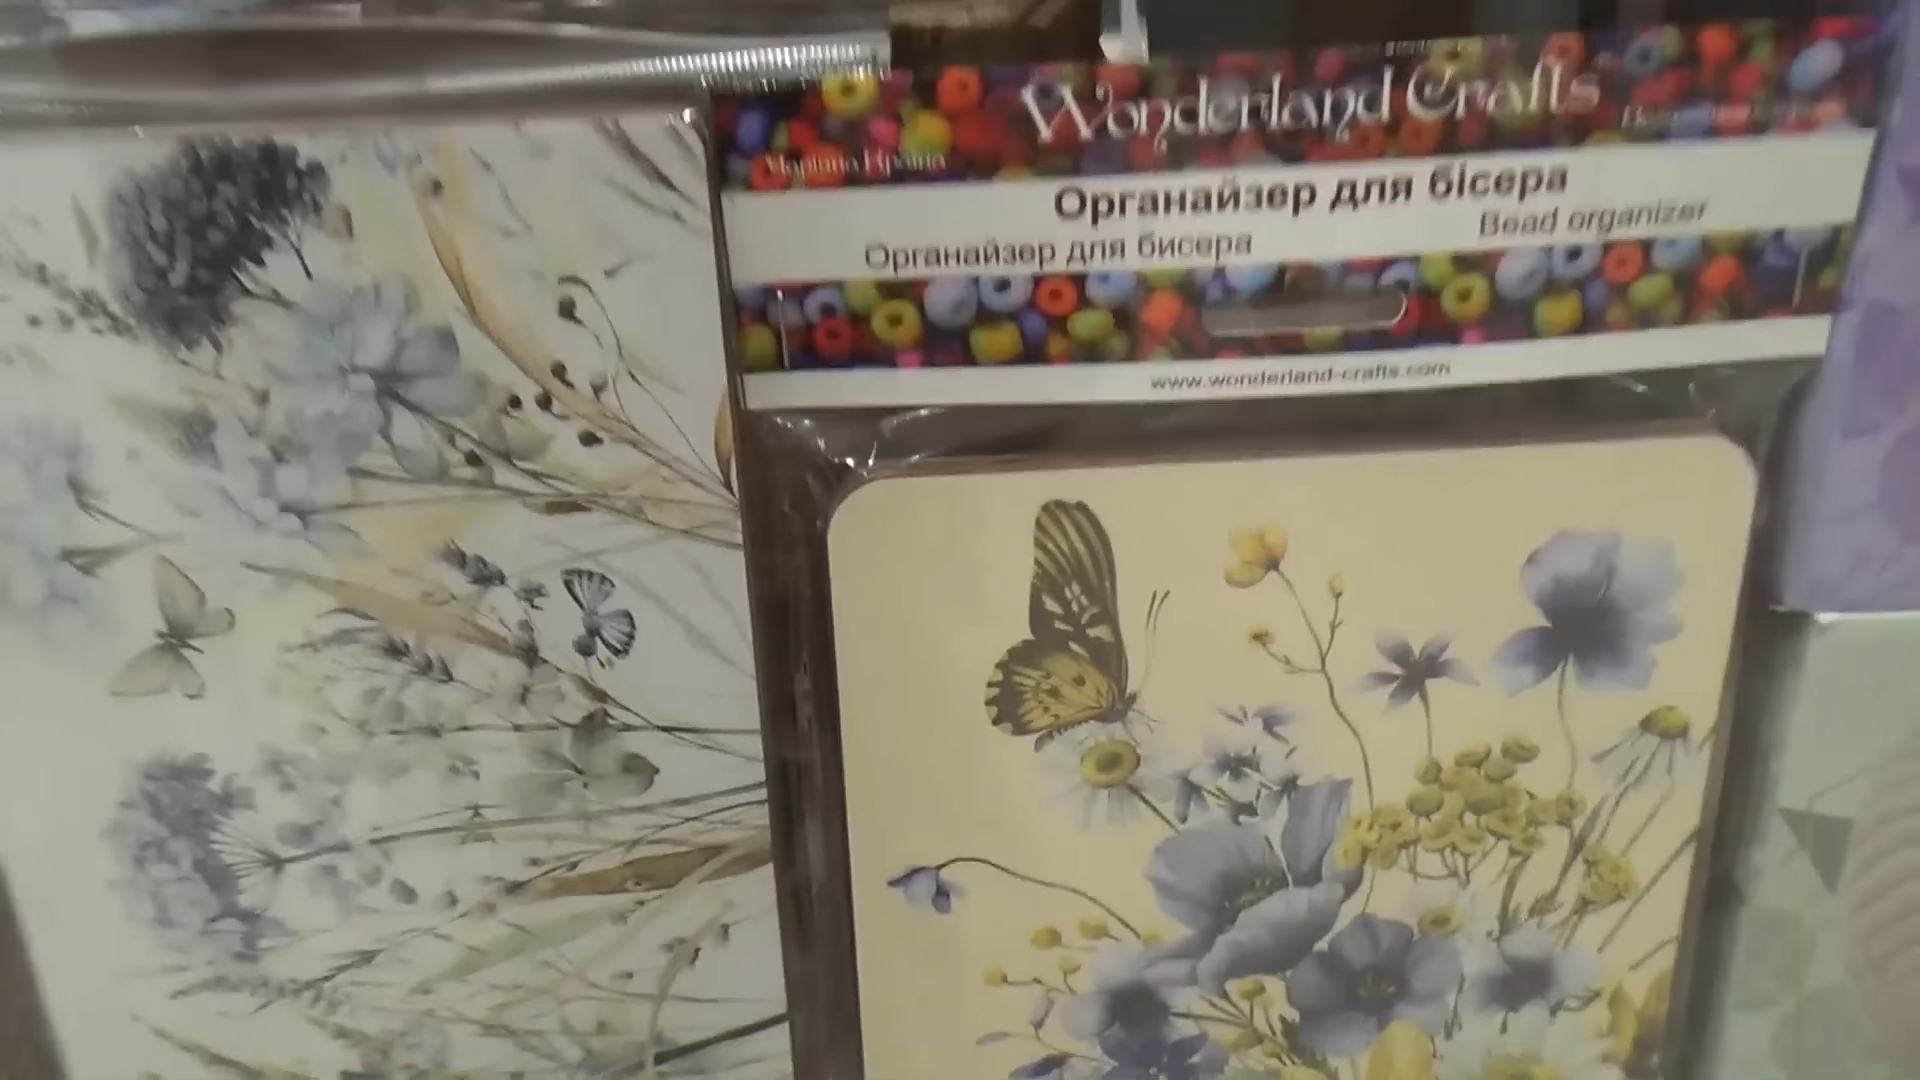 Wonderland Crafts
Органайзер для бісера
Органайзер для бисера
Bead organizer
www.wonderland-crafts.com